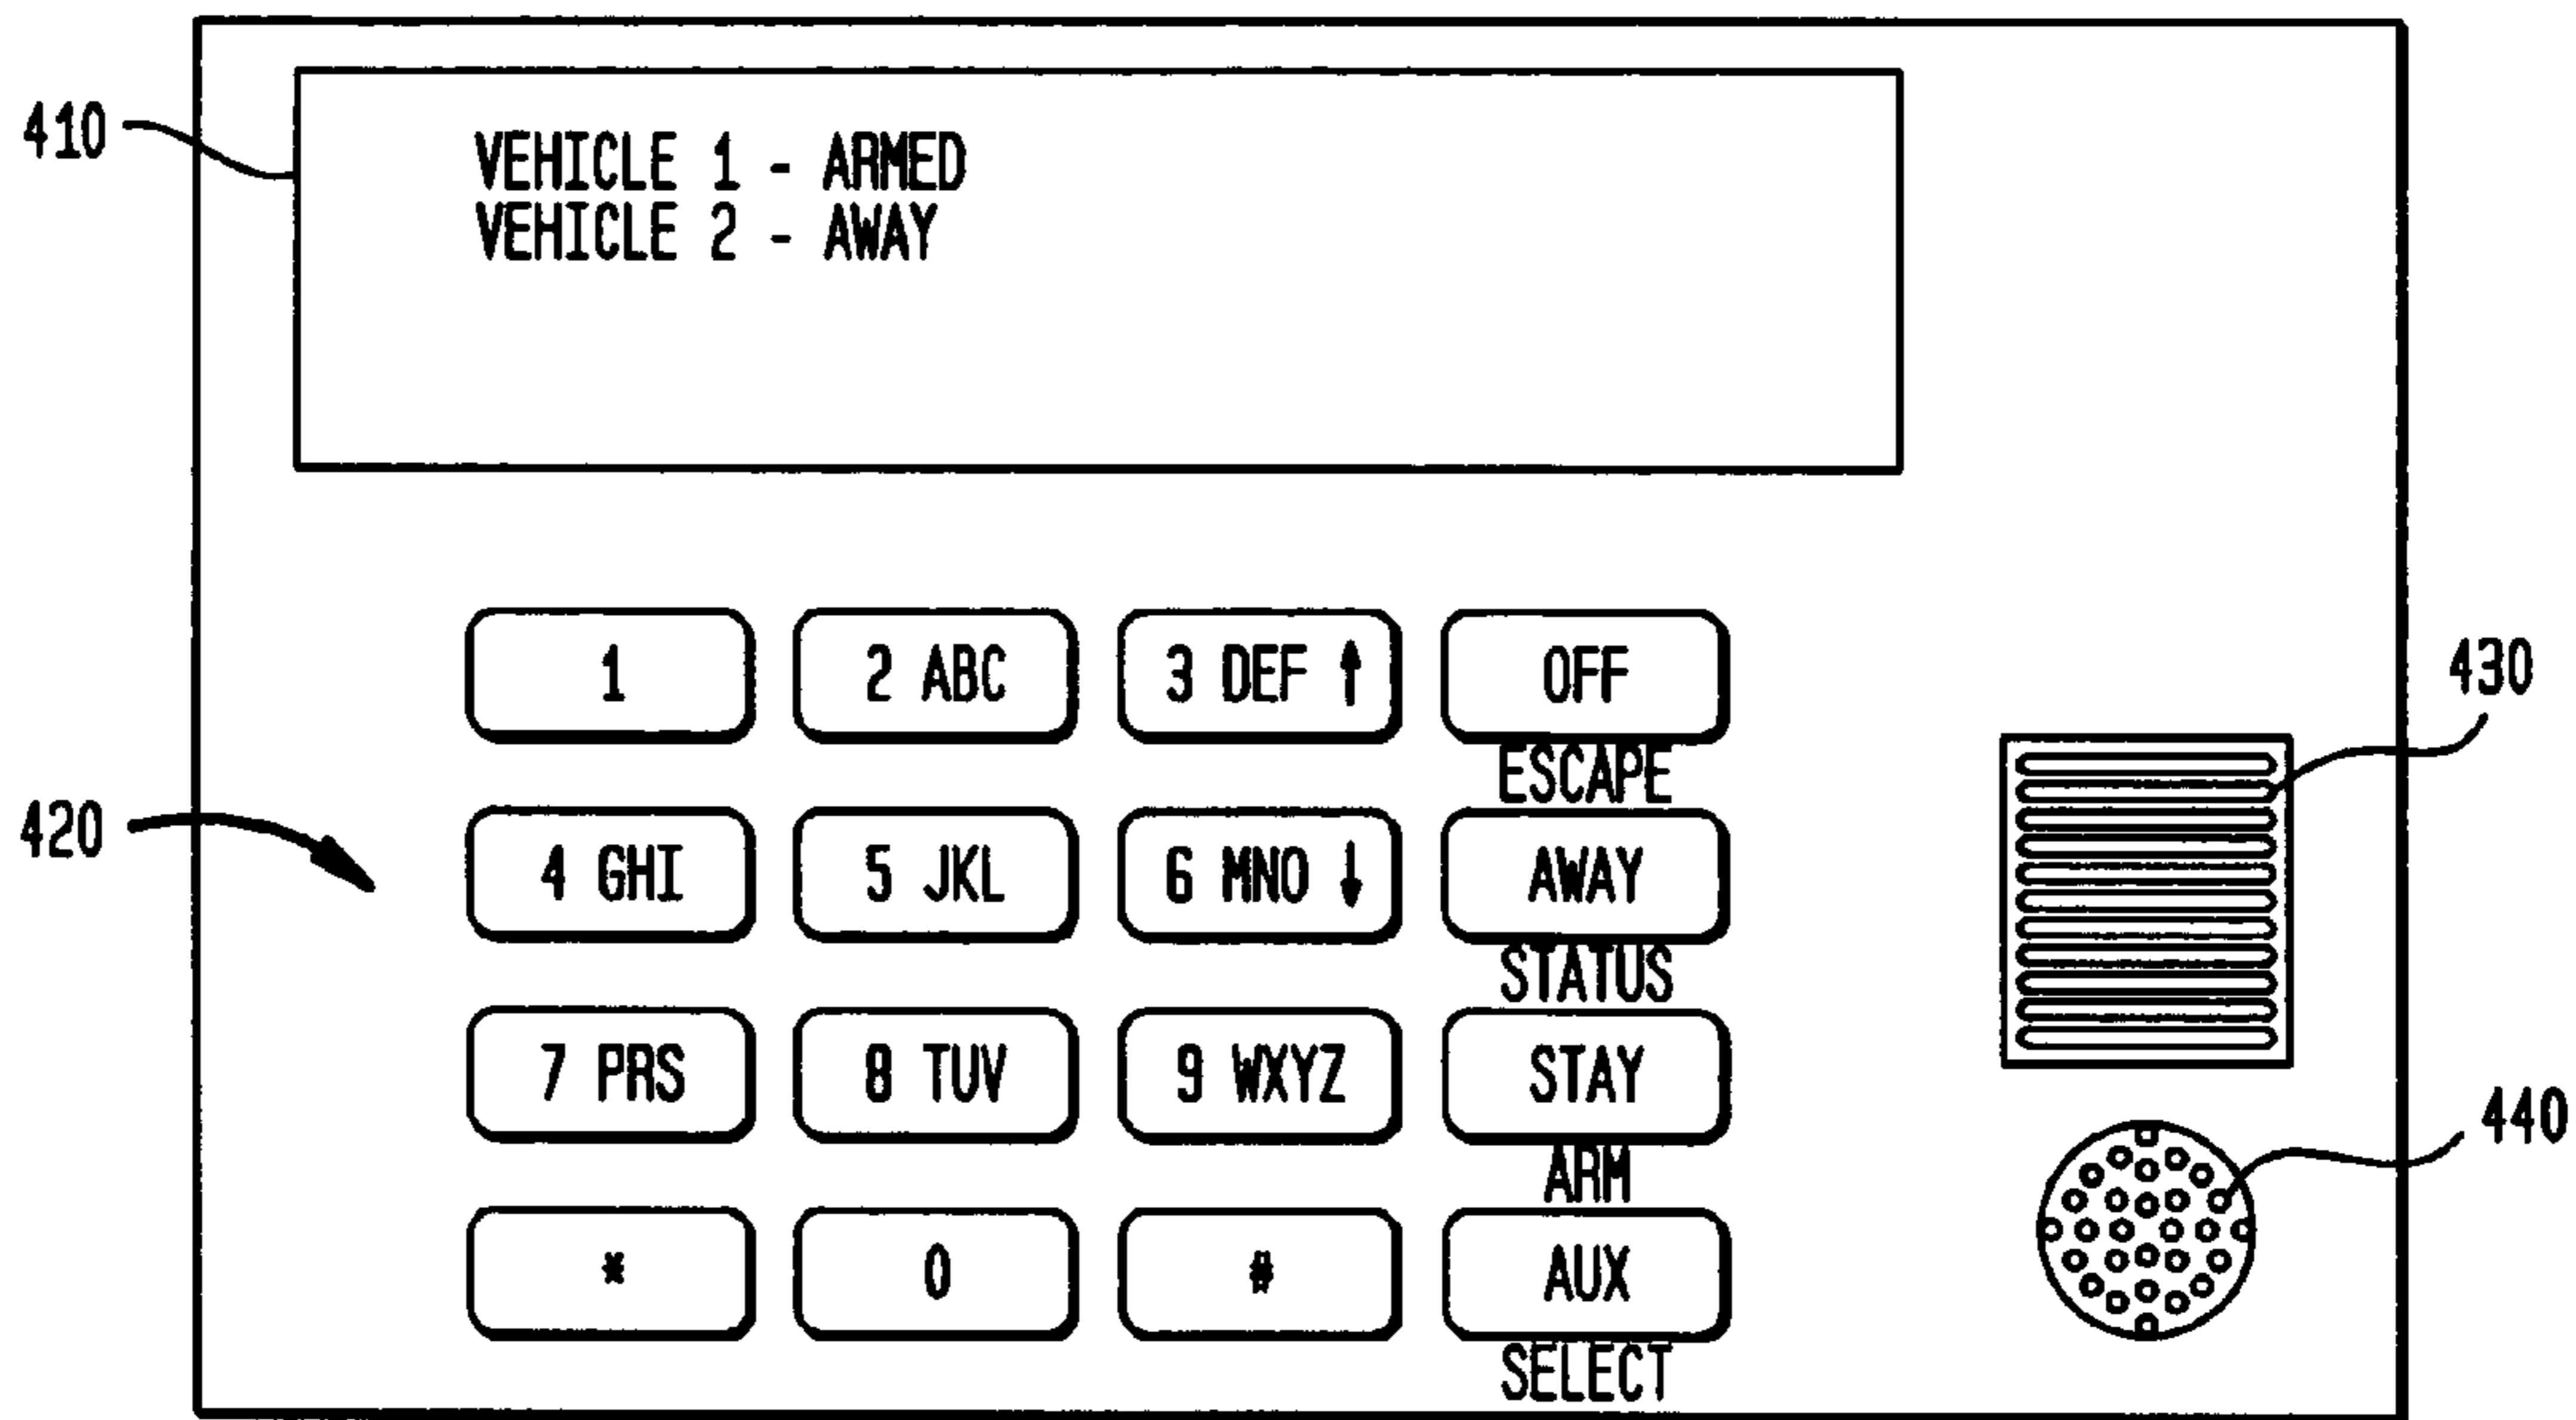 410
VEHICLE 1 - ARMED
VEHICLE 2 - AWAY
1
2 ABC
3 DEF ↑
OFF
ESCAPE
430
420
4 GHI
5 JKL
6 MNO ↓
AWAY
STATUS
7 PRS
8 TUV
9 WXYZ
STAY
ARM
440
*
0
#
AUX
SELECT